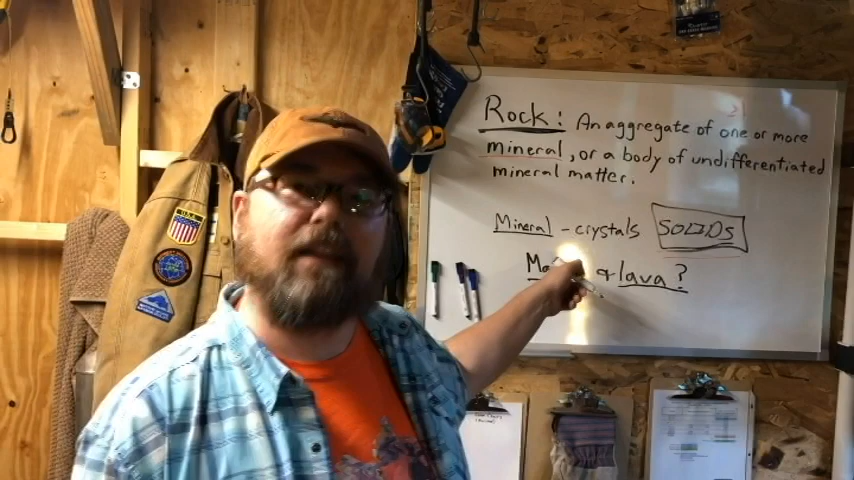 Rock: An aggregate of one or more
mineral, or a body of undifferentiated
mineral matter.
Mineral - crystals SOLIDS
& lava?
U.S.A.